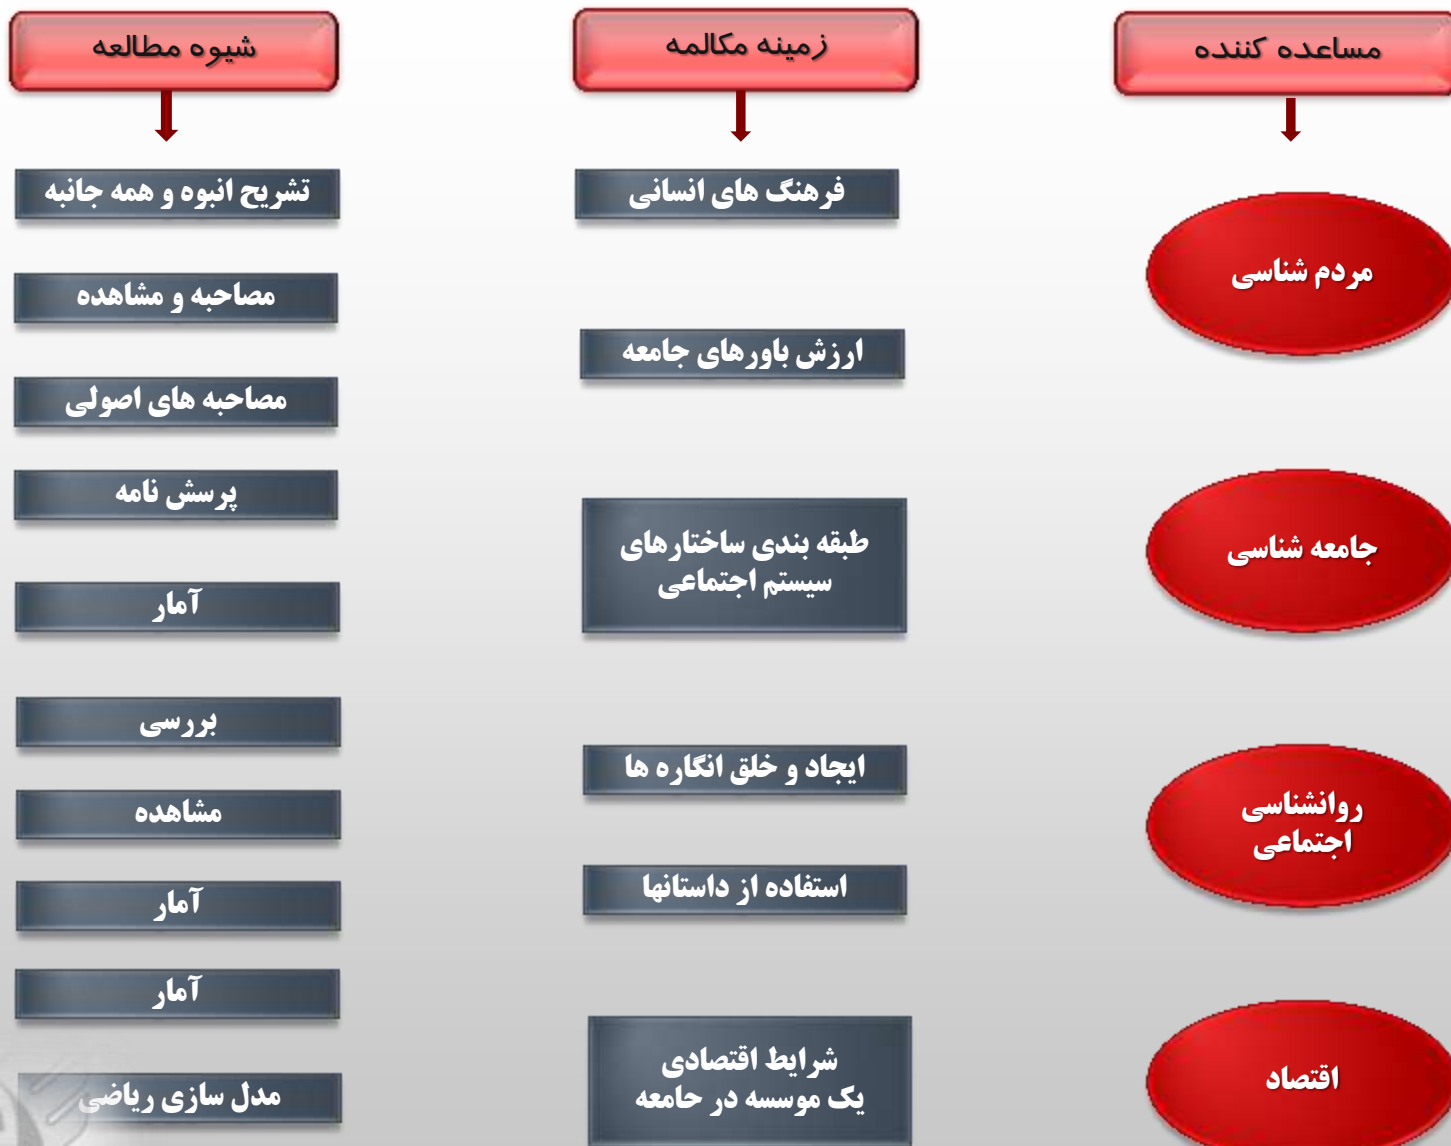 مساعده کننده
زمینه مکالمه
شیوه مطالعه
مردم شناسی
فرهنگ های انسانی
ارزش باورهای جامعه
تشریح انبوه و همه جانبه
مصاحبه و مشاهده
جامعه شناسی
طبقه بندی ساختارهای
سیستم اجتماعی
مصاحبه های اصولی
پرسش نامه
آمار
روانشناسی
اجتماعی
ایجاد و خلق انگاره ها
استفاده از داستانها
بررسی
مشاهده
آمار
اقتصاد
شرایط اقتصادی
یک موسسه در حامعه
آمار
مدل سازی ریاضی